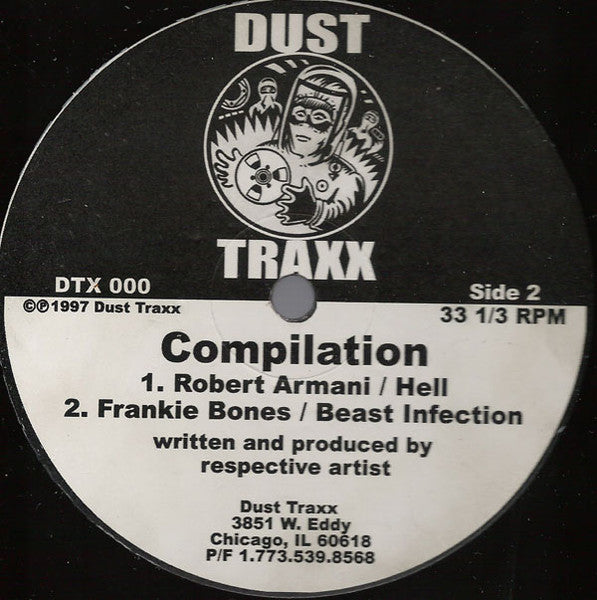 DUST
TRAXX
DTX 000
©℗1997 Dust Traxx
Side 2
33 1/3 RPM
Compilation
1. Robert Armani / Hell
2. Frankie Bones / Beast Infection
written and produced by
respective artist
Dust Traxx
3851 W. Eddy
Chicago, IL 60618
P/F 1.773.539.8568